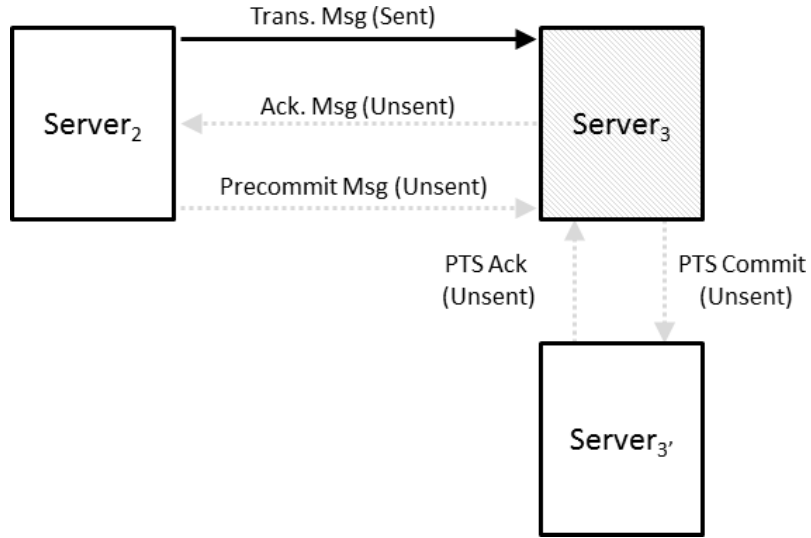 Trans. Msg (Sent)
Server₂
Ack. Msg (Unsent)
Server₃
Precommit Msg (Unsent)
PTS Ack
(Unsent)
PTS Commit
(Unsent)
Server₃'